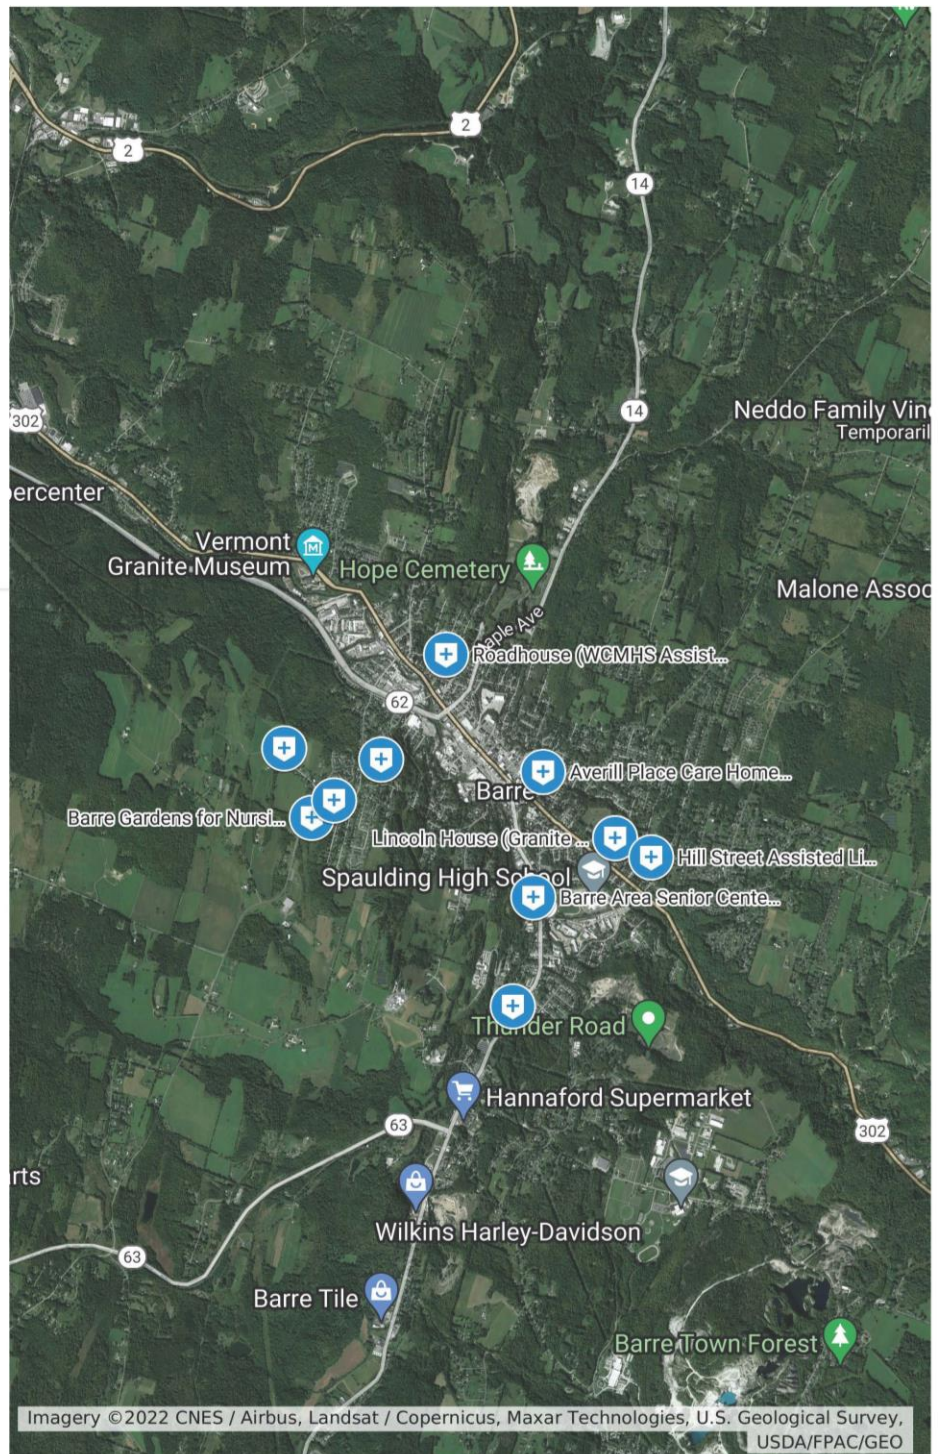 2
2
14
14
Neddo Family Vin
Temporaril
302
percenter
Vermont
Granite Museum
Hope Cemetery
Malone Assoc
aple Ave
Roadhouse (WCMHS Assist...
62
Averill Place Care Home...
Barre
Barre Gardens for Nursi...
Lincoln House (Granite ...
Hill Street Assisted Li...
Spaulding High School
Barre Area Senior Cente...
Thunder Road
Hannaford Supermarket
63
302
rts
Wilkins Harley-Davidson
63
Barre Tile
Barre Town Forest
Imagery ©2022 CNES / Airbus, Landsat / Copernicus, Maxar Technologies, U.S. Geological Survey,
USDA/FPAC/GEO